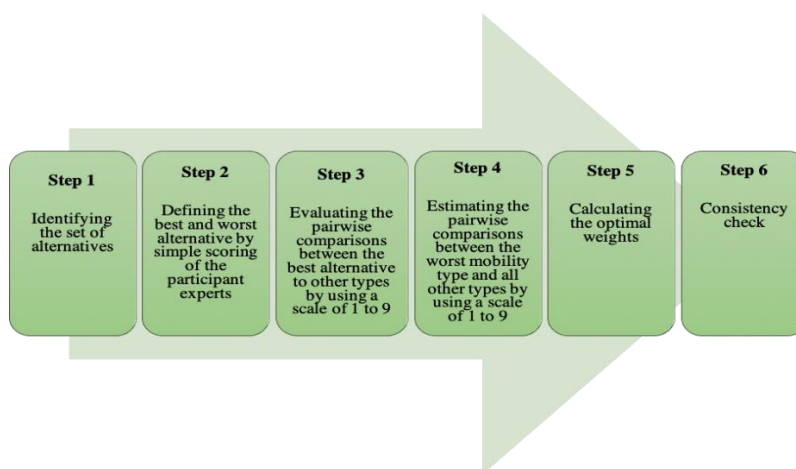 Step 1
Identifying
the set of
alternatives
Step 2
Defining the
best and worst
alternative by
simple scoring
of the
participant
experts
Step 3
Evaluating the
pairwise
comparisons
between the
best alternative
to other types
by using a
scale of 1 to 9
Step 4
Estimating the
pairwise
comparisons
between the
worst mobility
type and all
other types by
using a scale
of 1 to 9
Step 5
Calculating
the optimal
weights
Step 6
Consistency
check